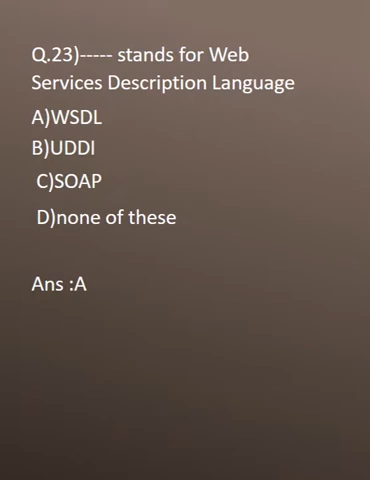 Q.23)----- stands for Web
Services Description Language
A)WSDL
B)UDDI
C)SOAP
D)none of these
Ans :A